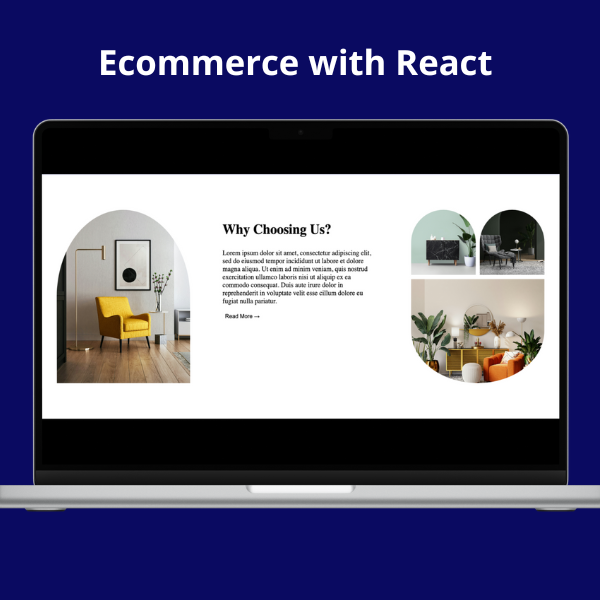 Ecommerce with React
Why Choosing Us?
Lorem ipsum dolor sit amet, consectetur adipiscing elit,
sed do eiusmod tempor incididunt ut labore et dolore
magna aliqua. Ut enim ad minim veniam, quis nostrud
exercitation ullamco laboris nisi ut aliquip ex ea
commodo consequat. Duis aute irure dolor in
reprehenderit in voluptate velit esse cillum dolore eu
fugiat nulla pariatur.
Read More →